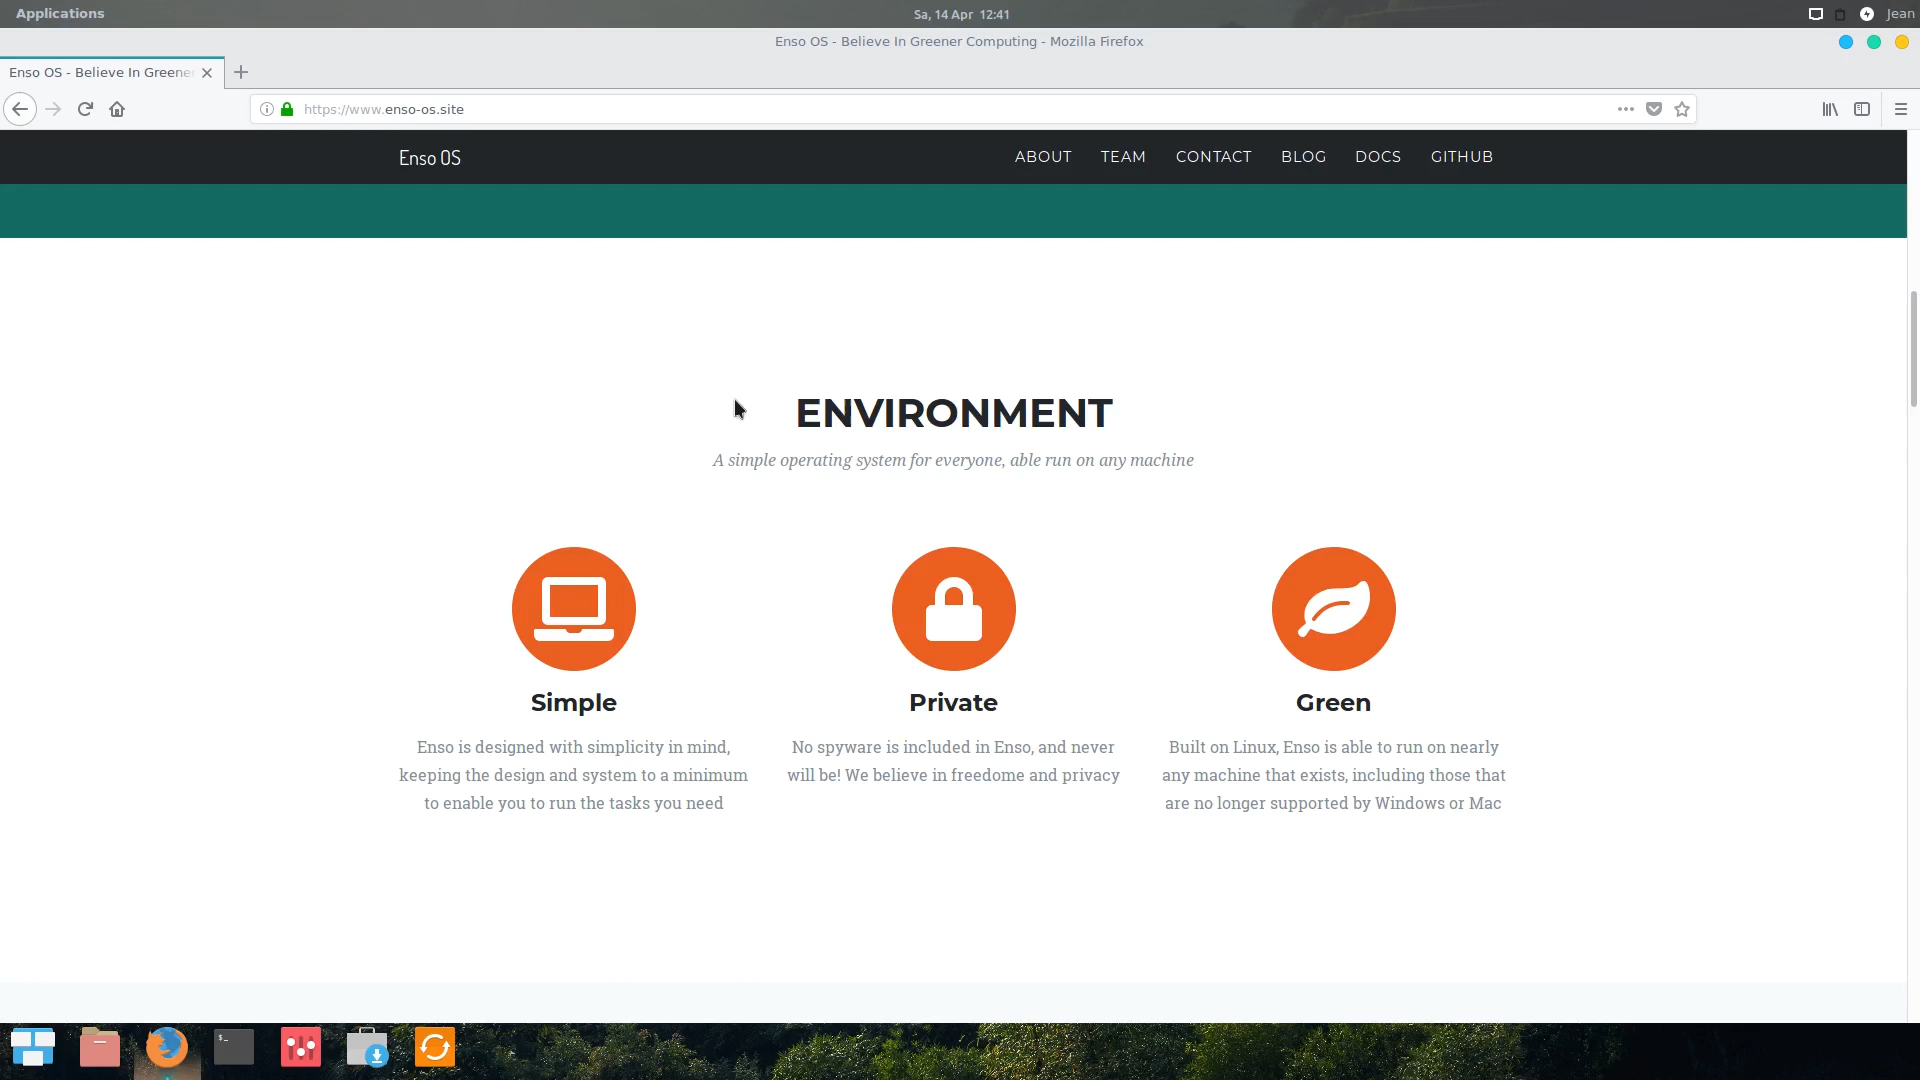 Applications
Sa, 14 Apr 12:41
Jean
Enso OS - Believe In Greener Computing - Mozilla Firefox
Enso OS - Believe In Greener
https://www.enso-os.site
Enso OS
ABOUT TEAM CONTACT BLOG DOCS GITHUB
ENVIRONMENT
A simple operating system for everyone, able run on any machine
Simple
Enso is designed with simplicity in mind,
keeping the design and system to a minimum
to enable you to run the tasks you need
Private
No spyware is included in Enso, and never
will be! We believe in freedome and privacy
Green
Built on Linux, Enso is able to run on nearly
any machine that exists, including those that
are no longer supported by Windows or Mac
$_